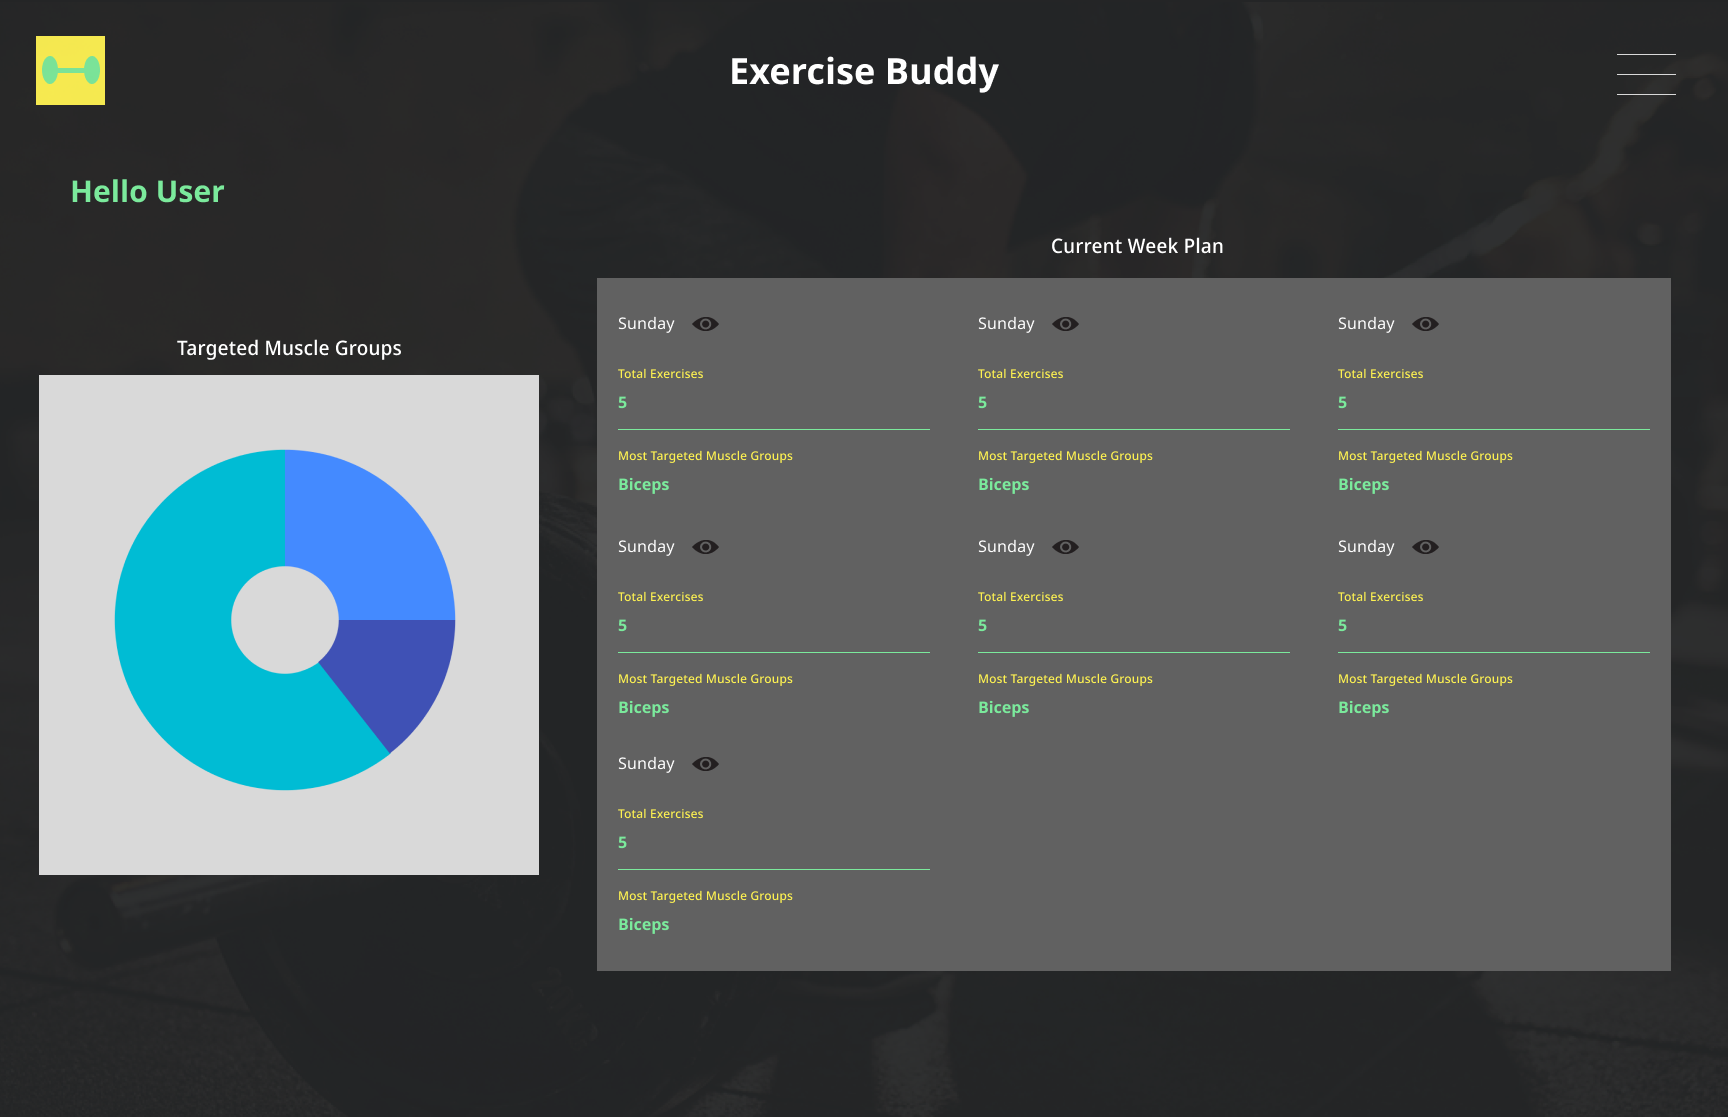 Exercise Buddy
Hello User
Current Week Plan
Targeted Muscle Groups
Sunday
Total Exercises
5
Most Targeted Muscle Groups
Biceps
Sunday
Total Exercises
5
Most Targeted Muscle Groups
Biceps
Sunday
Total Exercises
5
Most Targeted Muscle Groups
Biceps
Sunday
Total Exercises
5
Most Targeted Muscle Groups
Biceps
Sunday
Total Exercises
5
Most Targeted Muscle Groups
Biceps
Sunday
Total Exercises
5
Most Targeted Muscle Groups
Biceps
Sunday
Total Exercises
5
Most Targeted Muscle Groups
Biceps